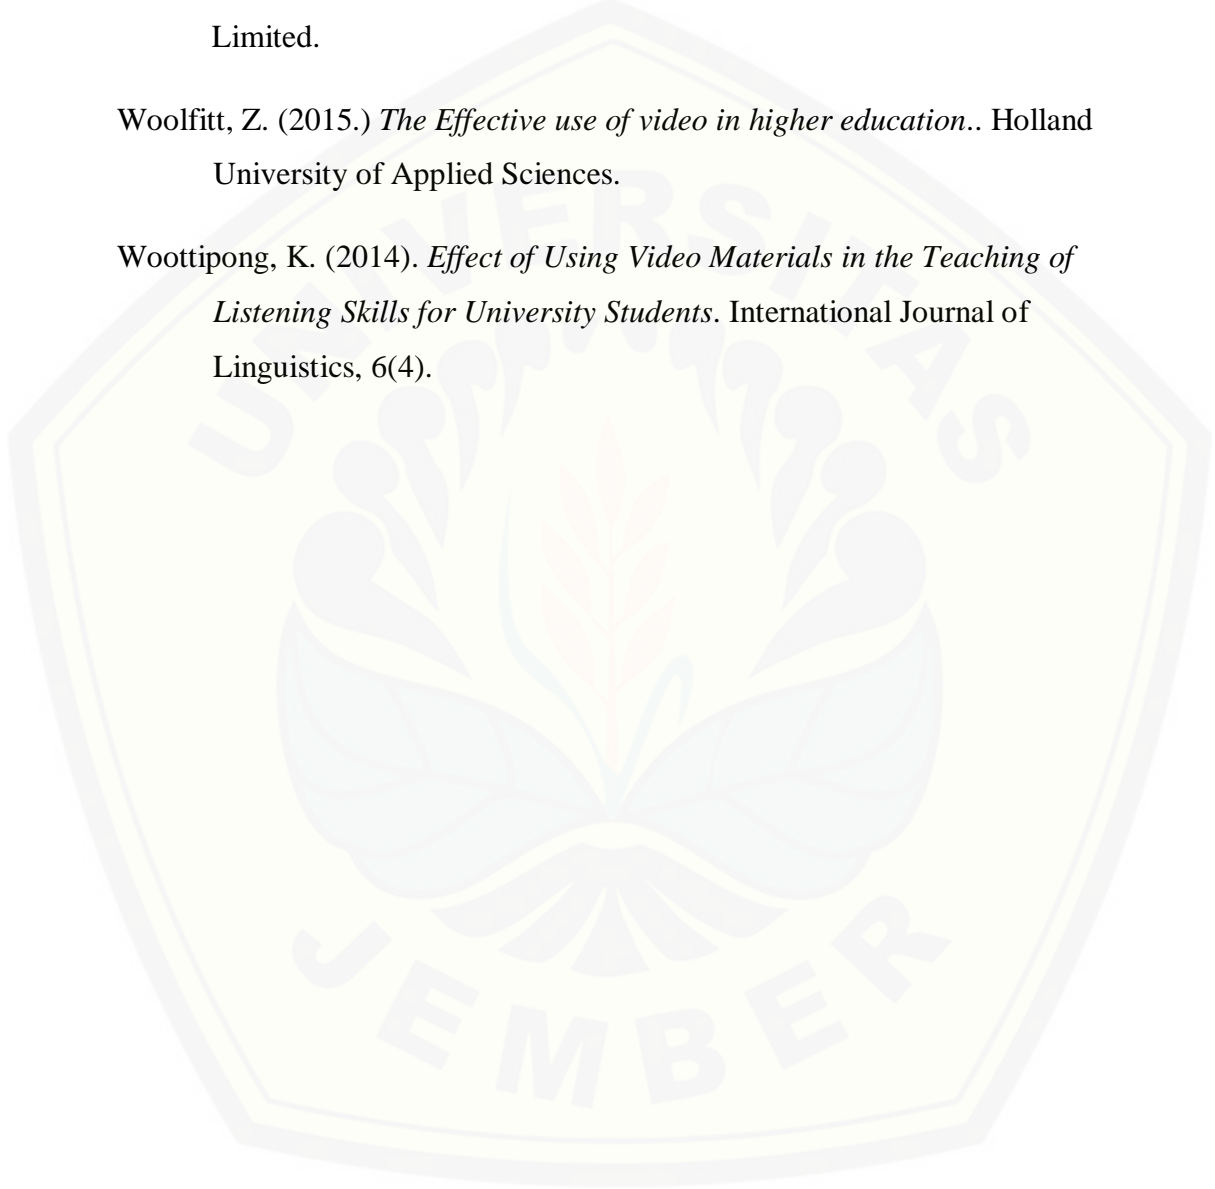 Limited.
Woolfitt, Z. (2015.) The Effective use of video in higher education.. Holland
University of Applied Sciences.
Woottipong, K. (2014). Effect of Using Video Materials in the Teaching of
Listening Skills for University Students. International Journal of
Linguistics, 6(4).
UNIVERSITAS
JEMBER